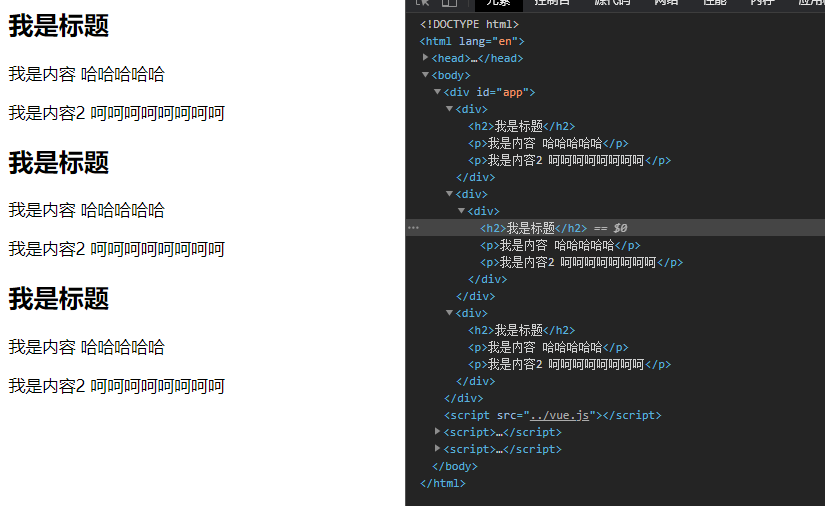 我是标题
我是内容 哈哈哈哈哈
我是内容2 呵呵呵呵呵呵呵呵
我是标题
我是内容 哈哈哈哈哈
我是内容2 呵呵呵呵呵呵呵呵
我是标题
我是内容 哈哈哈哈哈
我是内容2 呵呵呵呵呵呵呵呵
元素 控制台 源代码 网络 性能 内存 应用
<!DOCTYPE html>
<html lang="en">
<head>…</head>
<body>
<div id="app">
<div>
<h2>我是标题</h2>
<p>我是内容 哈哈哈哈哈</p>
<p>我是内容2 呵呵呵呵呵呵呵呵</p>
</div>
<div>
<div>
<h2>我是标题</h2> == $0
<p>我是内容 哈哈哈哈哈</p>
<p>我是内容2 呵呵呵呵呵呵呵呵</p>
</div>
</div>
<div>
<h2>我是标题</h2>
<p>我是内容 哈哈哈哈哈</p>
<p>我是内容2 呵呵呵呵呵呵呵呵</p>
</div>
</div>
<script src="../vue.js"></script>
<script>…</script>
<script>…</script>
</body>
</html>